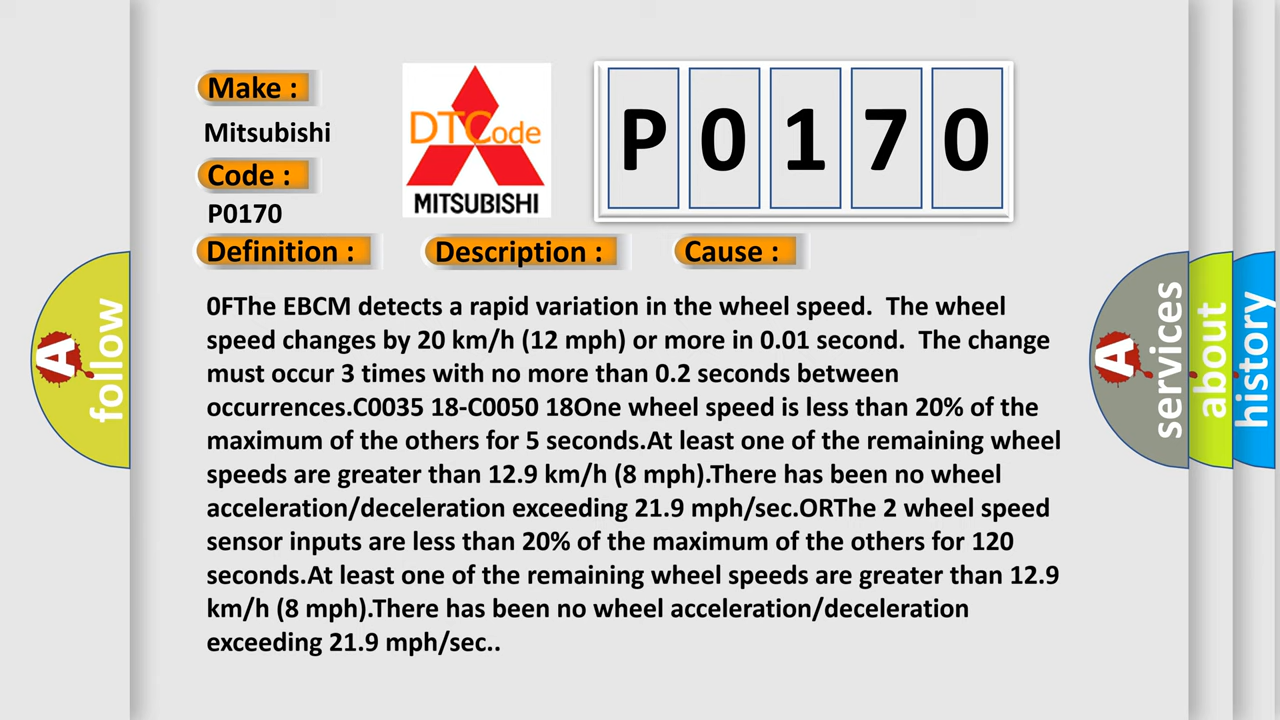 Make :
Mitsubishi
Code :
P0170
DTCode
MITSUBISHI
P 0 1 7 0
Definition :
Description :
Cause :
0FThe EBCM detects a rapid variation in the wheel speed.  The wheel
speed changes by 20 km/h (12 mph) or more in 0.01 second.  The change
must occur 3 times with no more than 0.2 seconds between
occurrences.C0035 18-C0050 18One wheel speed is less than 20% of the
maximum of the others for 5 seconds.At least one of the remaining wheel
speeds are greater than 12.9 km/h (8 mph).There has been no wheel
acceleration/deceleration exceeding 21.9 mph/sec.ORThe 2 wheel speed
sensor inputs are less than 20% of the maximum of the others for 120
seconds.At least one of the remaining wheel speeds are greater than 12.9
km/h (8 mph).There has been no wheel acceleration/deceleration
exceeding 21.9 mph/sec..
A
follow
A
services
about
history